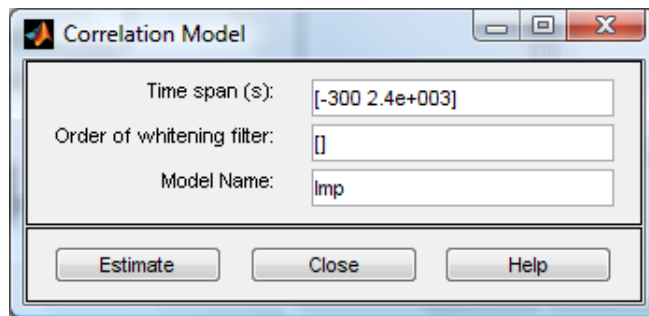 Correlation Model
Time span (s): [-300 2.4e+003]
Order of whitening filter: []
Model Name: Imp
Estimate Close Help